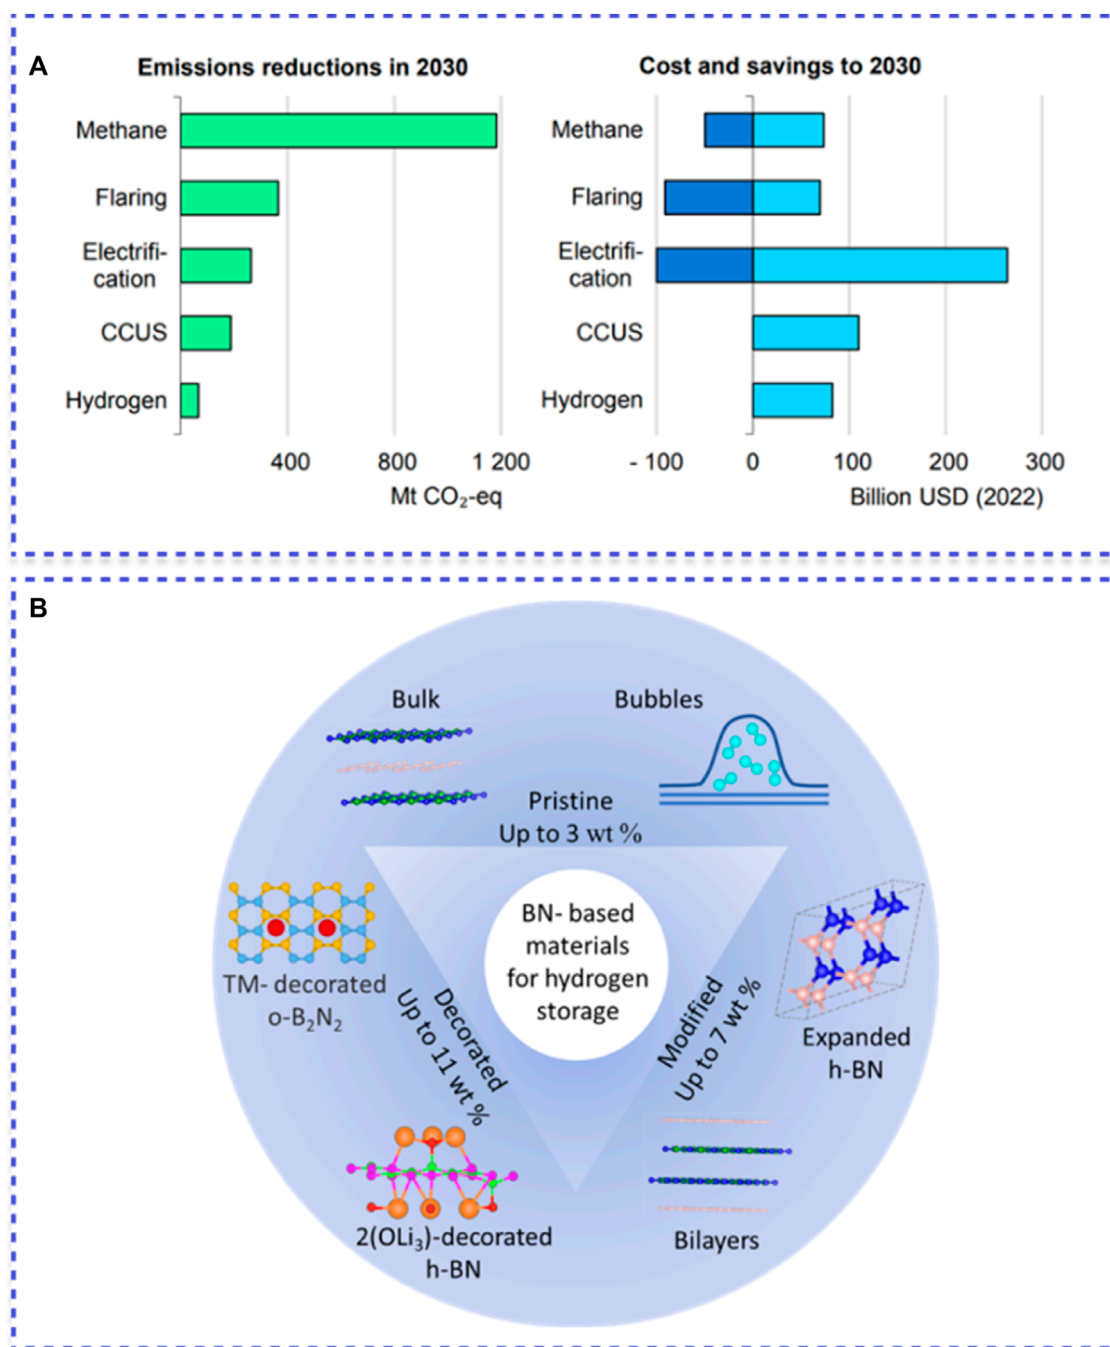 A
Emissions reductions in 2030
Methane
Flaring
Electrifi-
cation
CCUS
Hydrogen
400 800 1 200
Mt CO₂-eq
Cost and savings to 2030
Methane
Flaring
Electrifi-
cation
CCUS
Hydrogen
- 100 0 100 200 300
Billion USD (2022)
B
Bulk
Bubbles
Pristine
Up to 3 wt %
BN- based
materials
for hydrogen
storage
TM- decorated
o-B₂N₂
Decorated
Up to 11 wt %
Modified
Up to 7 wt %
Expanded
h-BN
2(OLi₃)-decorated
h-BN
Bilayers